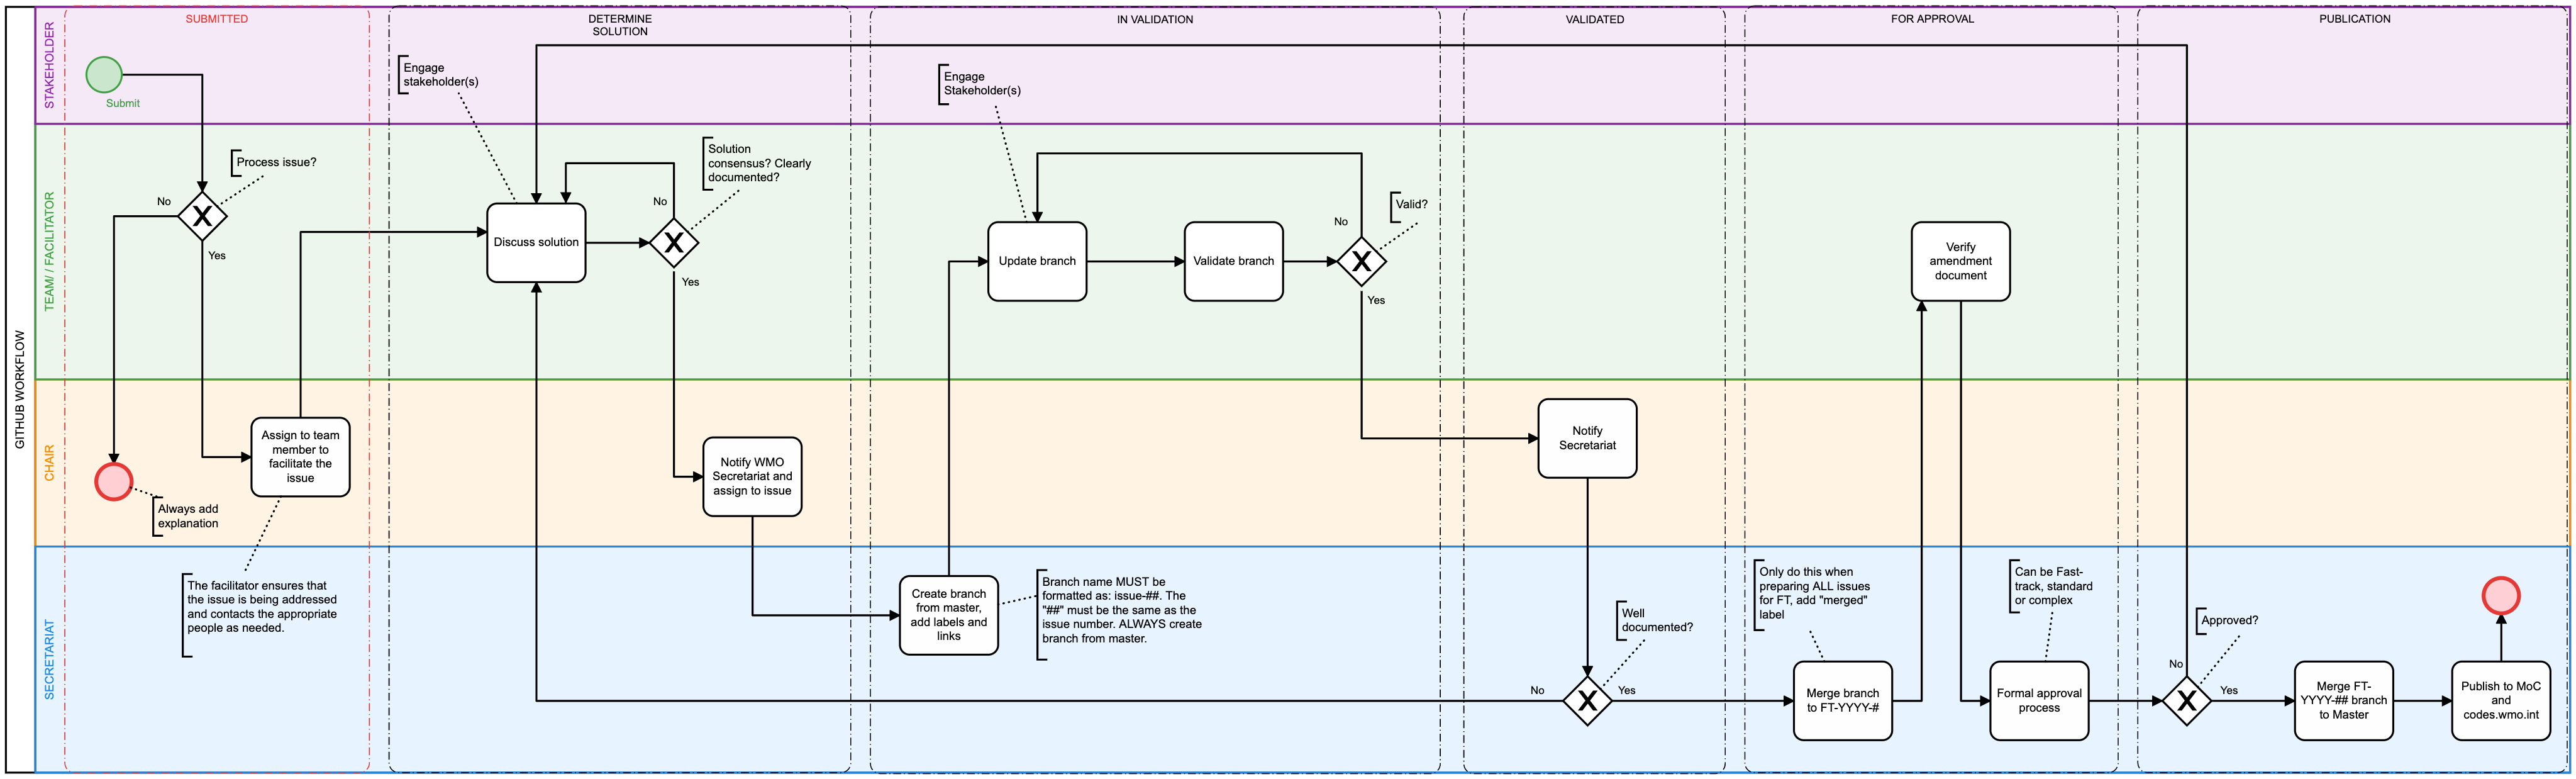 GITHUB WORKFLOW
STAKEHOLDER
TEAM/ / FACILITATOR
CHAIR
SECRETARIAT
SUBMITTED
DETERMINE
SOLUTION
IN VALIDATION
VALIDATED
FOR APPROVAL
PUBLICATION
Submit
Process issue?
No
Yes
Always add
explanation
Assign to team
member to
facilitate the
issue
The facilitator ensures that
the issue is being addressed
and contacts the appropriate
people as needed.
Engage
stakeholder(s)
Discuss solution
Solution
consensus? Clearly
documented?
No
Yes
Notify WMO
Secretariat and
assign to issue
Create branch
from master,
add labels and
links
Branch name MUST be
formatted as: issue-##. The
"##" must be the same as the
issue number. ALWAYS create
branch from master.
Engage
Stakeholder(s)
Update branch
Validate branch
Valid?
No
Yes
Notify
Secretariat
Well
documented?
No
Yes
Only do this when
preparing ALL issues
for FT, add "merged"
label
Merge branch
to FT-YYYY-#
Verify
amendment
document
Can be Fast-
track, standard
or complex
Formal approval
process
Approved?
No
Yes
Merge FT-
YYYY-## branch
to Master
Publish to MoC
and
codes.wmo.int